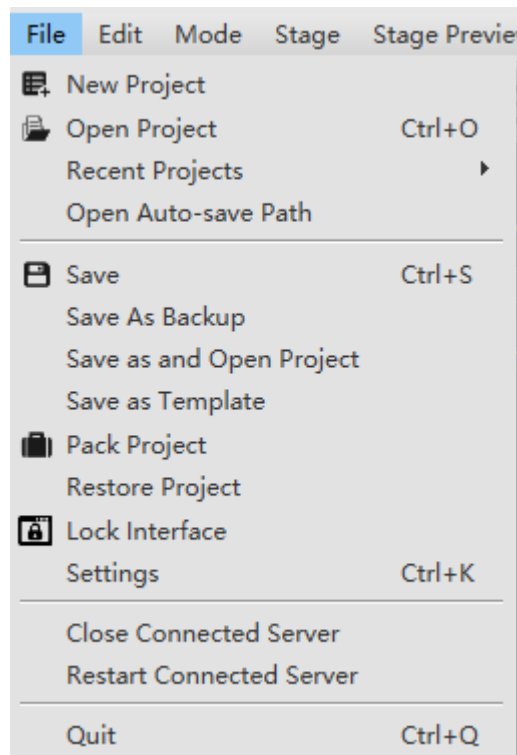 File Edit Mode Stage Stage Previe
New Project
Open Project Ctrl+O
Recent Projects
Open Auto-save Path
Save Ctrl+S
Save As Backup
Save as and Open Project
Save as Template
Pack Project
Restore Project
Lock Interface
Settings Ctrl+K
Close Connected Server
Restart Connected Server
Quit Ctrl+Q